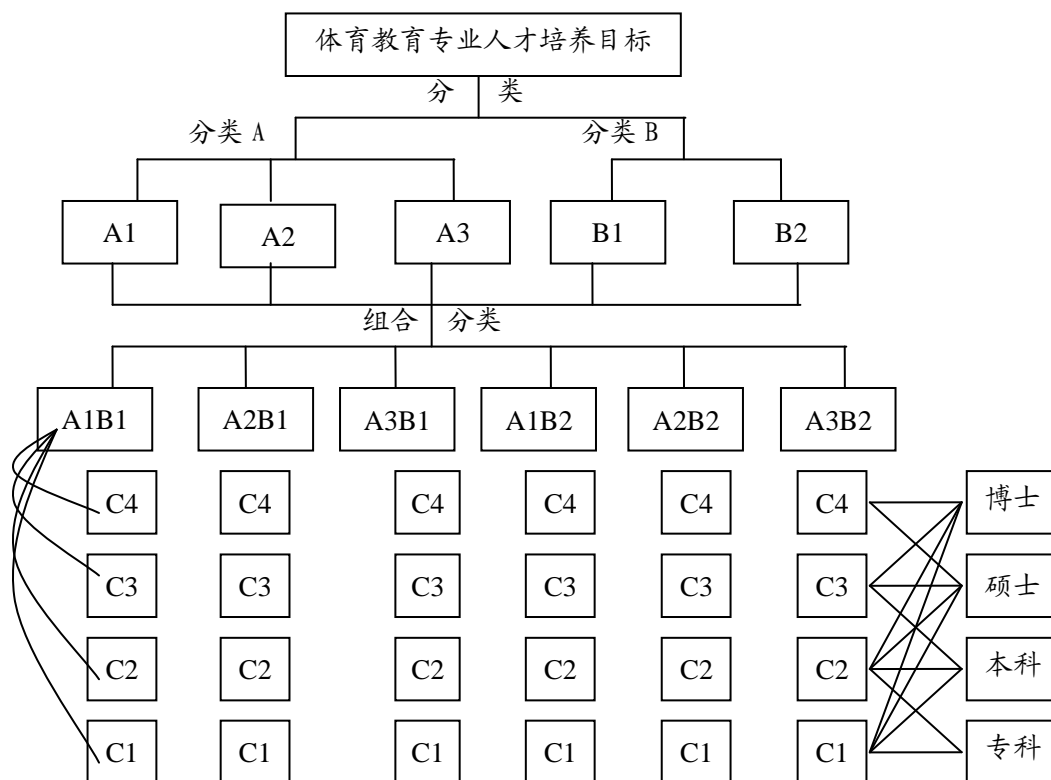 体育教育专业人才培养目标
分 类
分类 A 分类 B
A1 A2 A3 B1 B2
组合 分类
A1B1 A2B1 A3B1 A1B2 A2B2 A3B2
C4 C4 C4 C4 C4 C4 博士
C3 C3 C3 C3 C3 C3 硕士
C2 C2 C2 C2 C2 C2 本科
C1 C1 C1 C1 C1 C1 专科